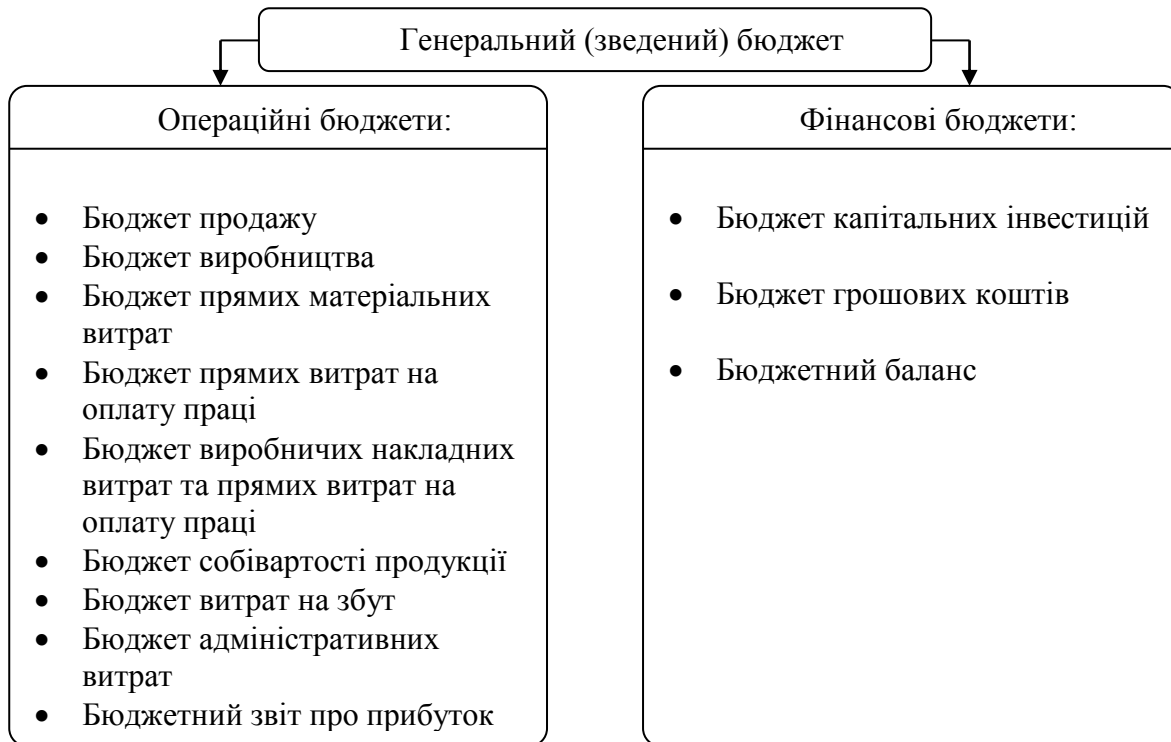 Генеральний (зведений) бюджет
Операційні бюджети:
• Бюджет продажу
• Бюджет виробництва
• Бюджет прямих матеріальних
витрат
• Бюджет прямих витрат на
оплату праці
• Бюджет виробничих накладних
витрат та прямих витрат на
оплату праці
• Бюджет собівартості продукції
• Бюджет витрат на збут
• Бюджет адміністративних
витрат
• Бюджетний звіт про прибуток
Фінансові бюджети:
• Бюджет капітальних інвестицій
• Бюджет грошових коштів
• Бюджетний баланс